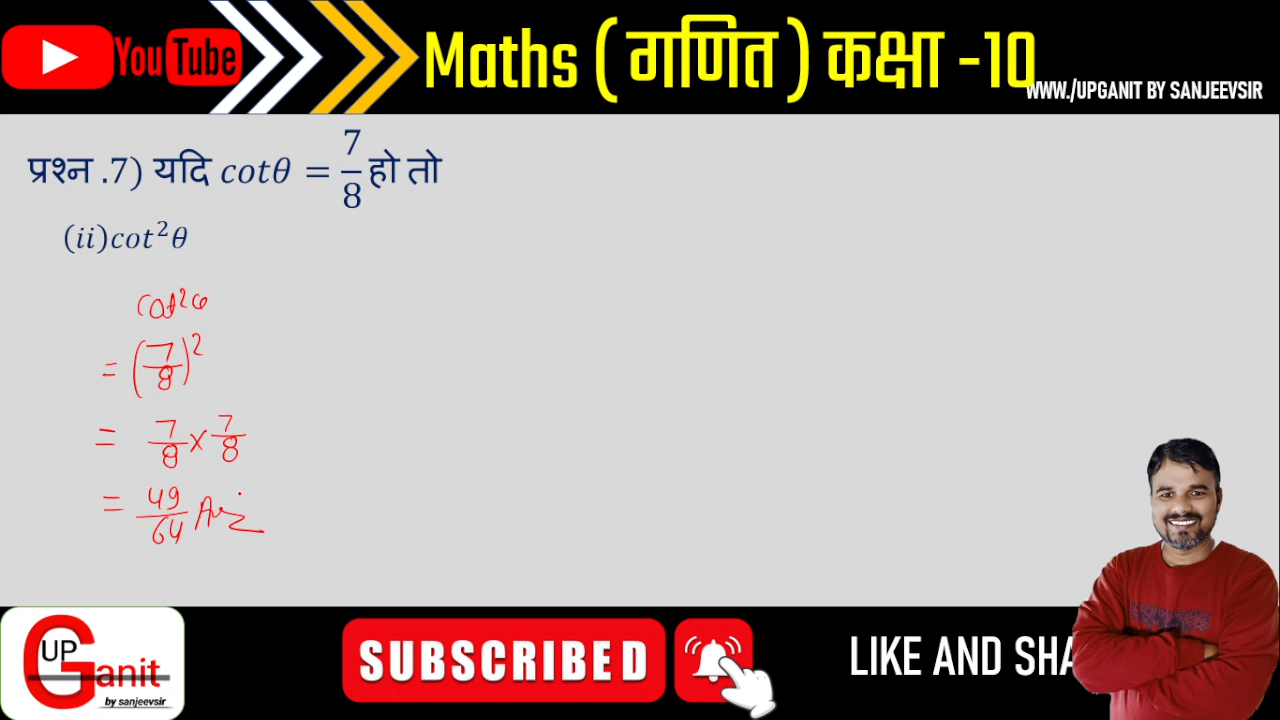 YouTube
Maths ( गणित ) कक्षा -10
WWW./UPGANIT BY SANJEEVSIR
प्रश्न .7) यदि cotθ = 7/8 हो तो
(ii)cot²θ
cot²θ
= (7/8)²
= 7/8 × 7/8
= 49/64 Ans
UP
Ganit
by sanjeevsir
SUBSCRIBED
LIKE AND SHA